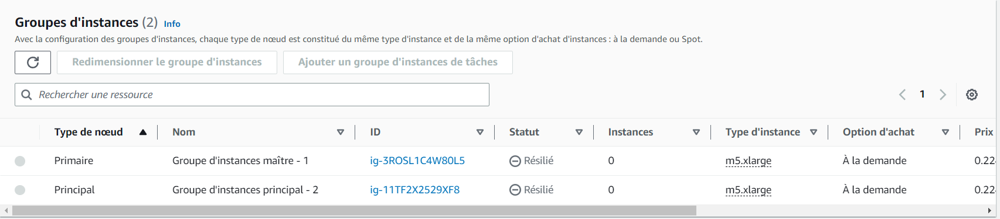 Groupes d'instances (2) Info
Avec la configuration des groupes d'instances, chaque type de nœud est constitué du même type d'instance et de la même option d'achat d'instances : à la demande ou Spot.
Redimensionner le groupe d'instances Ajouter un groupe d'instances de tâches
Rechercher une ressource 1
Type de nœud Nom ID Statut Instances Type d'instance Option d'achat Prix
Primaire Groupe d'instances maître - 1 ig-3ROSL1C4W80L5 Résilié 0 m5.xlarge À la demande 0.22
Principal Groupe d'instances principal - 2 ig-11TF2X2529XF8 Résilié 0 m5.xlarge À la demande 0.22